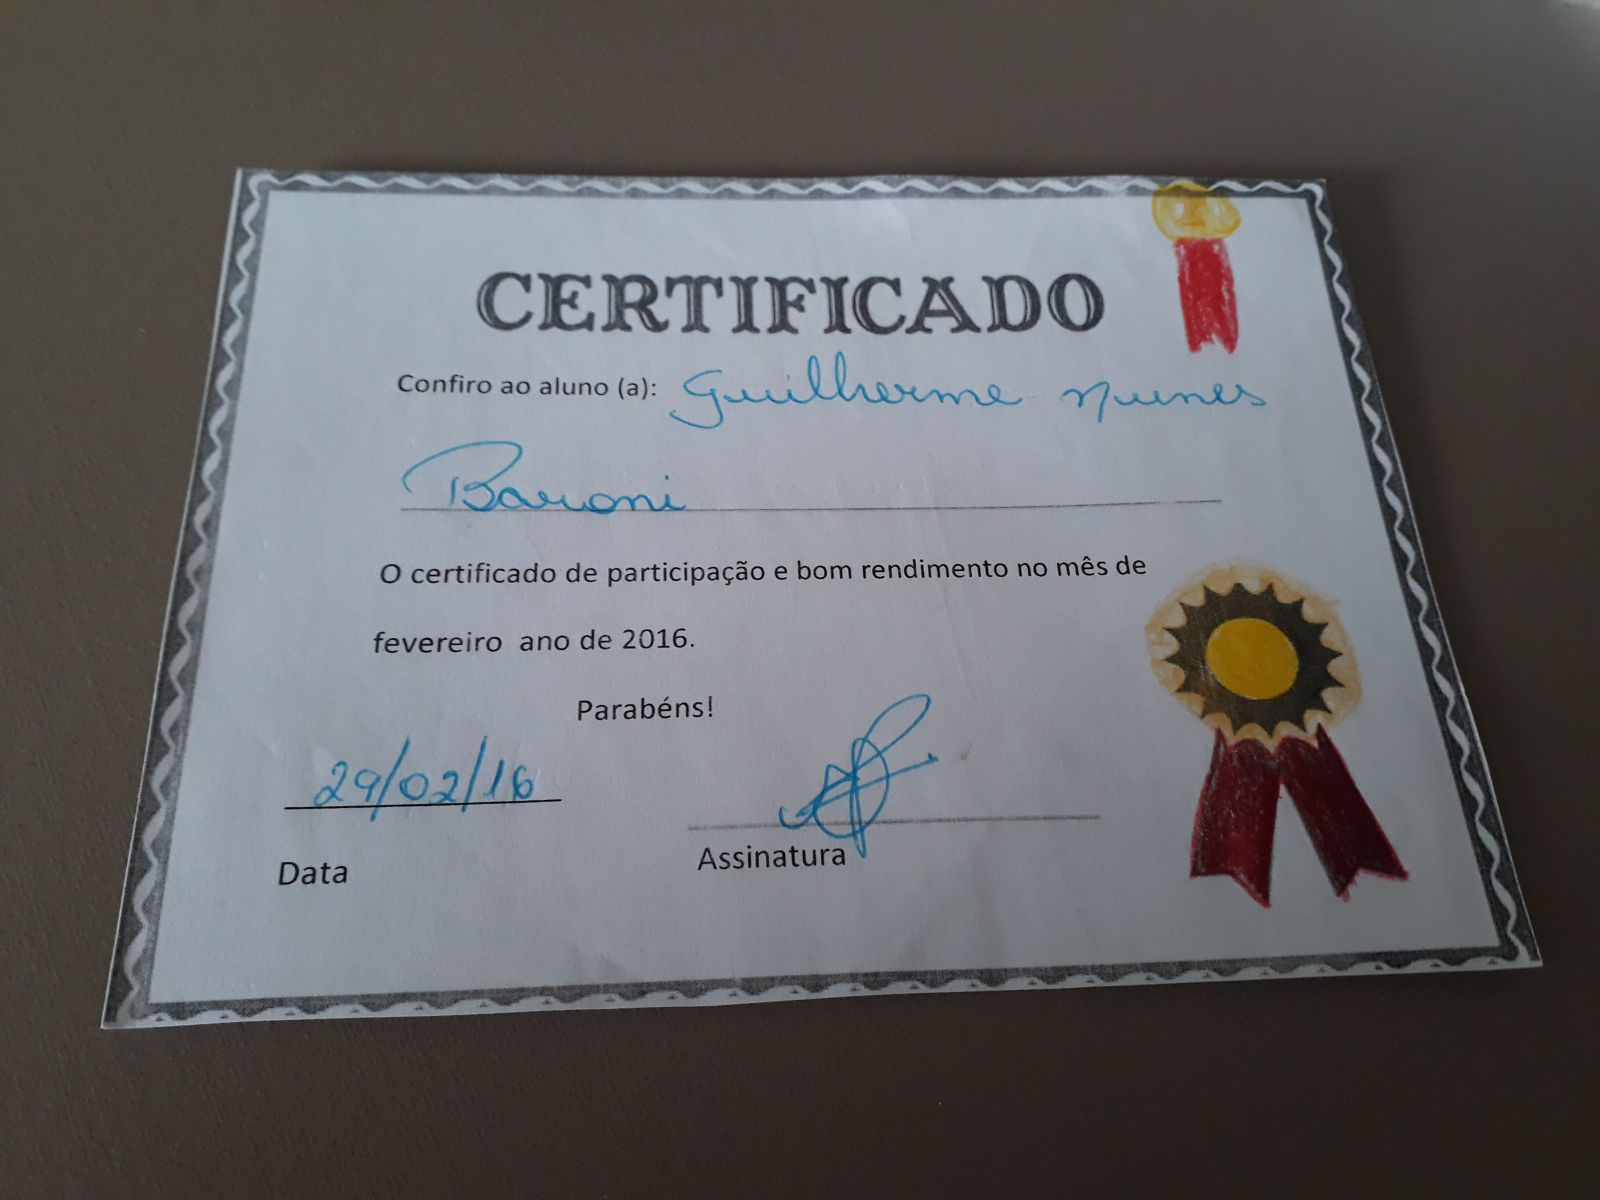 CERTIFICADO
Confiro ao aluno (a): Guilherme Nunes
Baroni
O certificado de participação e bom rendimento no mês de
fevereiro ano de 2016.
Parabéns!
29/02/16
Data
Assinatura